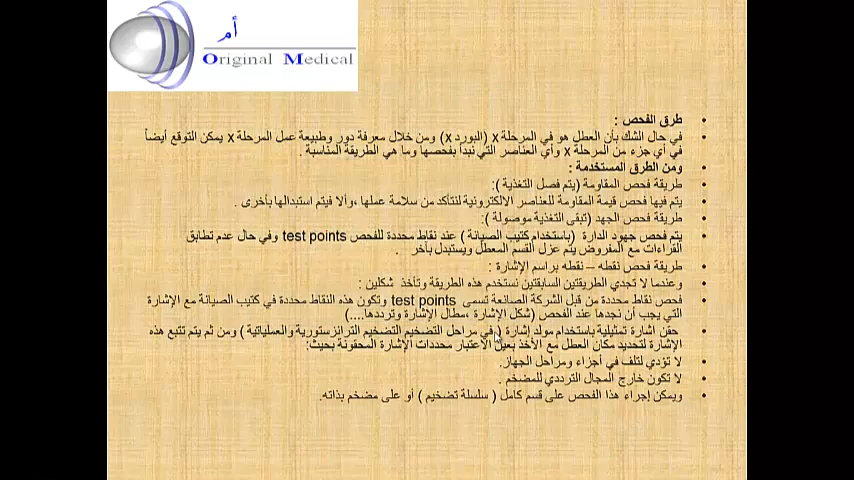 أم
Original Medical
طرق الفحص :
في حال الشك بأن العطل هو في المرحلة x (البورد x) ومن خلال معرفة دور وطبيعة عمل المرحلة x يمكن التوقع أيضاً
في أي جزء من المرحلة x وأي العناصر التي نبدأ بفحصها وما هي الطريقة المناسبة .
ومن الطرق المستخدمة :
طريقة فحص المقاومة (يتم فصل التغذية ):
يتم فيها فحص قيمة المقاومة للعناصر الالكترونية لنتأكد من سلامة عملها ،وألا فيتم استبدالها بأخرى .
طريقة فحص الجهد (تبقى التغذية موصولة ):
يتم فحص جهود الدارة (باستخدام كتيب الصيانة ) عند نقاط محددة للفحص test points وفي حال عدم تطابق
القراءات مع المفروض يتم عزل القسم المعطل ويستبدل بآخر .
طريقة فحص نقطه – نقطه براسم الإشارة :
وعندما لا تجدي الطريقتين السابقتين نستخدم هذه الطريقة وتأخذ شكلين :
فحص نقاط محددة من قبل الشركة الصانعة تسمى test points وتكون هذه النقاط محددة في كتيب الصيانة مع الإشارة
التي يجب أن نجدها عند الفحص (شكل الإشارة ،مطال الإشارة وترددها....)
حقن اشارة تمثيلية باستخدام مولد إشارة ( في مراحل التضخيم التضخيم الترانزستورية والعملياتية ) ومن ثم يتم تتبع هذه
الإشارة لتحديد مكان العطل مع الأخذ بعين الاعتبار محددات الإشارة المحقونة بحيث:
لا تؤدي لتلف في أجزاء ومراحل الجهاز.
لا تكون خارج المجال الترددي للمضخم .
ويمكن إجراء هذا الفحص على قسم كامل ( سلسلة تضخيم ) أو على مضخم بذاته.